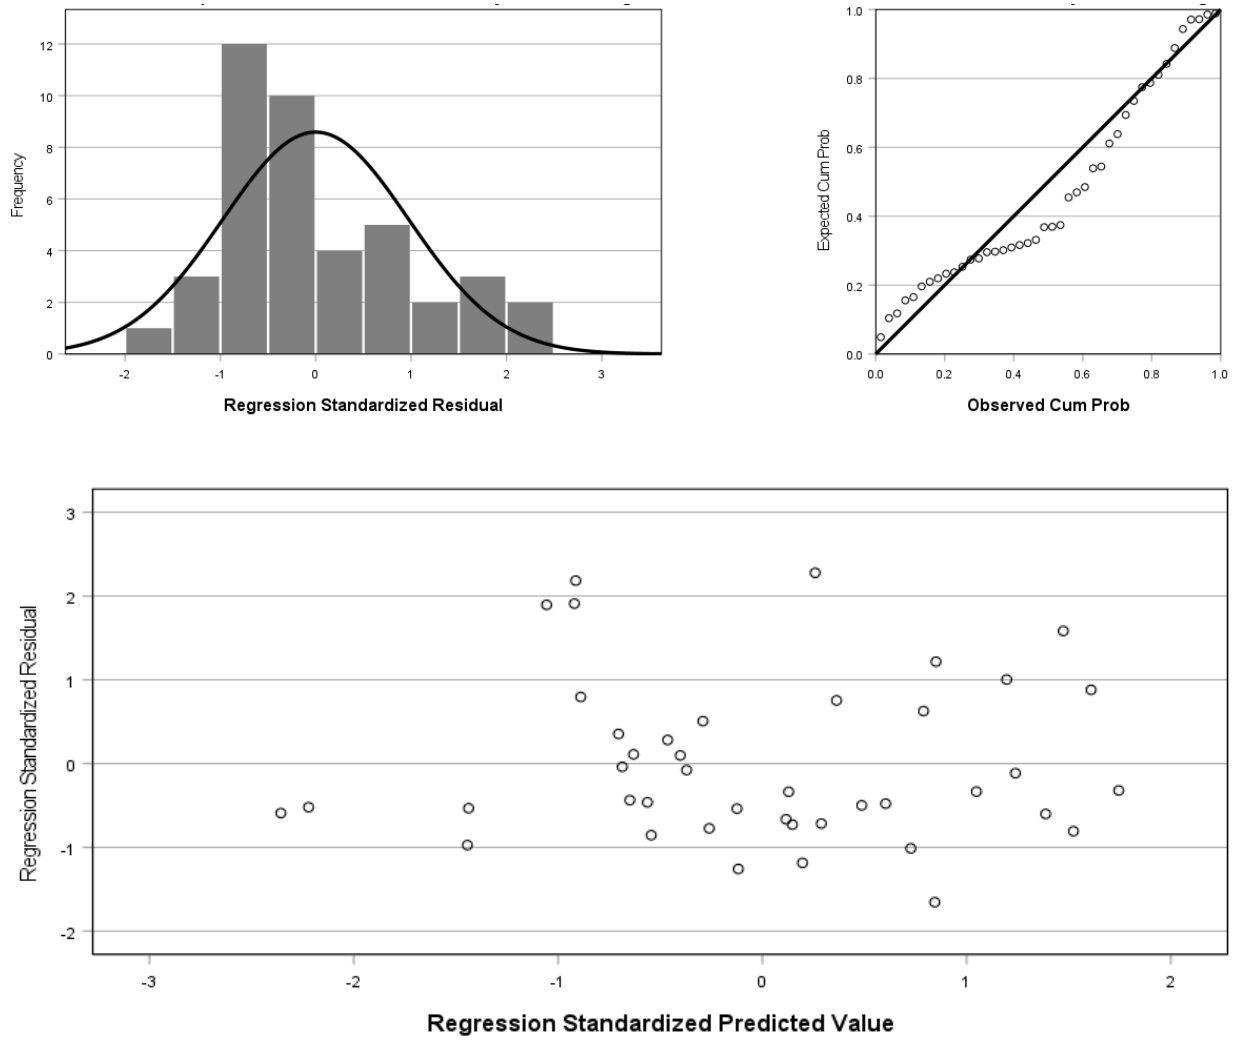 12
10
8
6
4
2
0
Frequency
-2 -1 0 1 2 3
Regression Standardized Residual
1.0
0.8
0.6
0.4
0.2
0.0
Expected Cum Prob
0.0 0.2 0.4 0.6 0.8 1.0
Observed Cum Prob
3
2
1
0
-1
-2
Regression Standardized Residual
-3 -2 -1 0 1 2
Regression Standardized Predicted Value